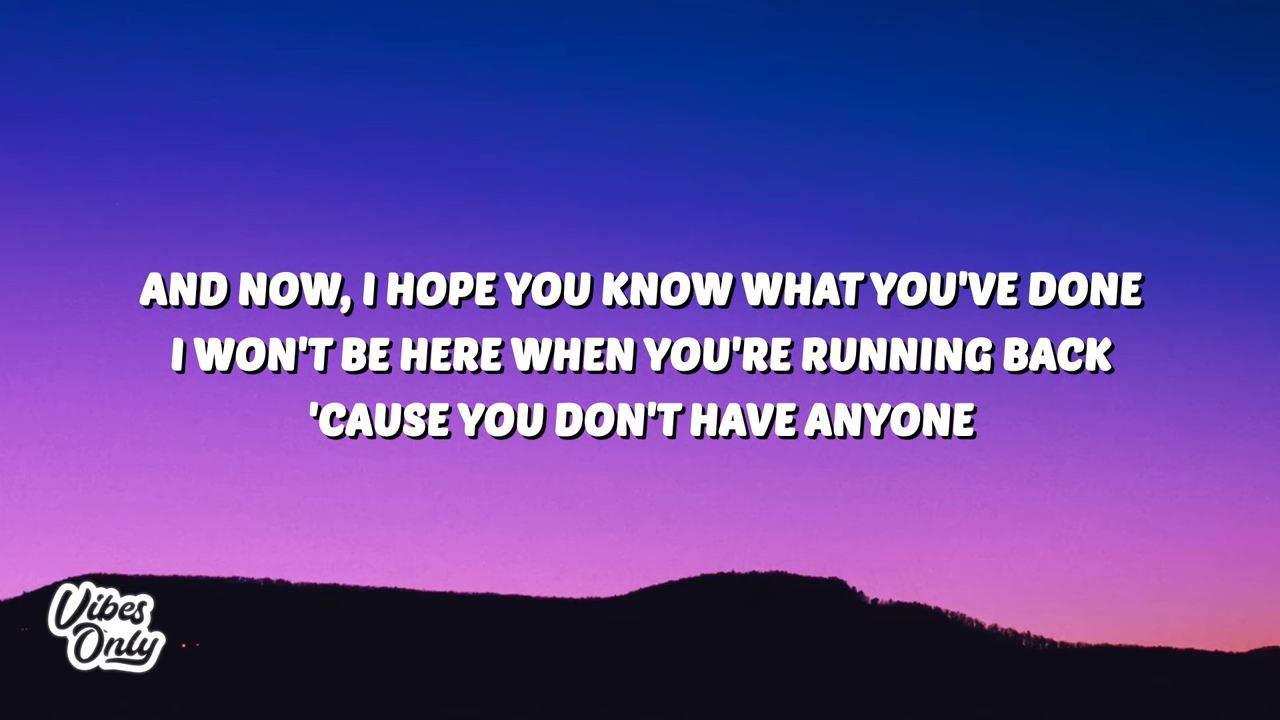 AND NOW, I HOPE YOU KNOW WHAT YOU'VE DONE
I WON'T BE HERE WHEN YOU'RE RUNNING BACK
'CAUSE YOU DON'T HAVE ANYONE
Vibes
Only